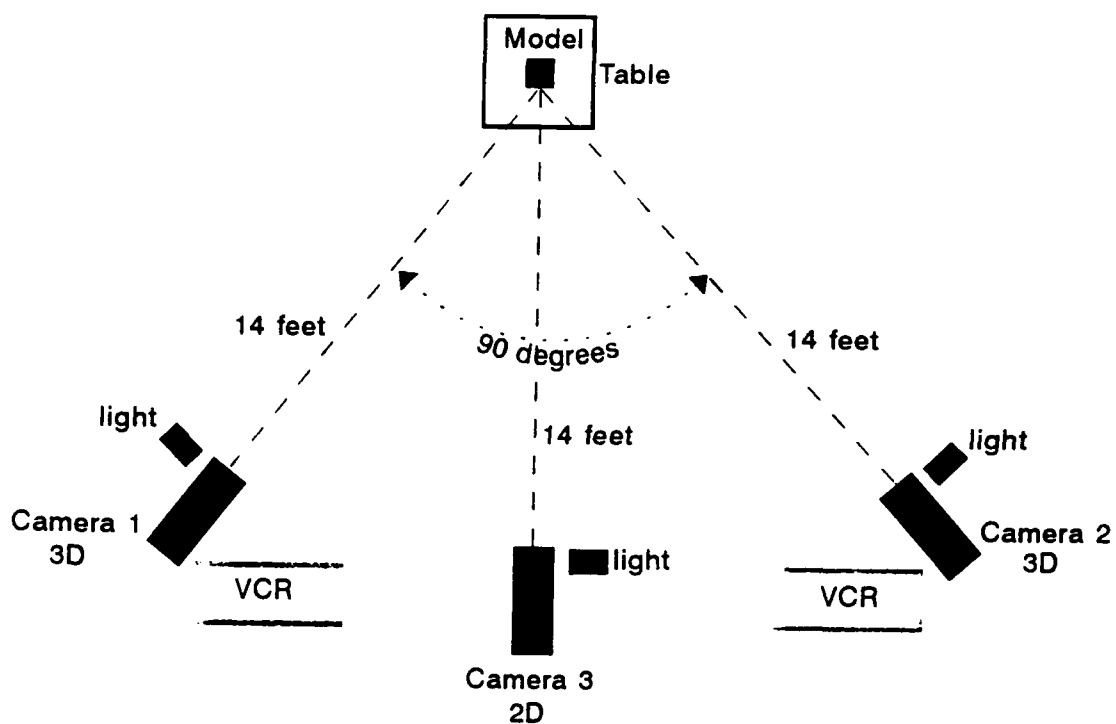 Model
Table
14 feet
90 degrees
14 feet
14 feet
light
light
Camera 1
3D
Camera 2
3D
light
VCR
VCR
Camera 3
2D